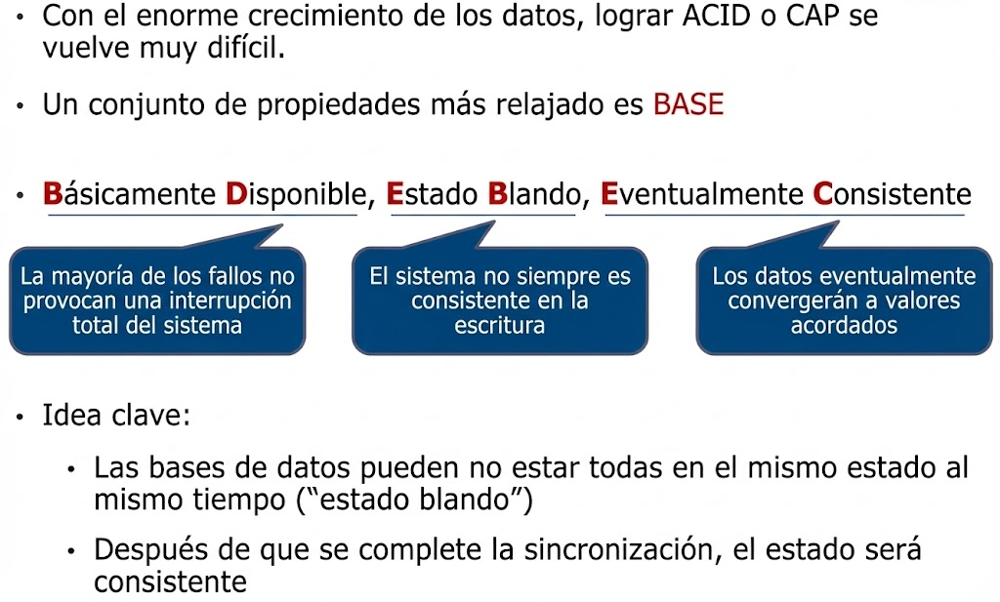 • Con el enorme crecimiento de los datos, lograr ACID o CAP se
vuelve muy difícil.
• Un conjunto de propiedades más relajado es BASE
• Básicamente Disponible, Estado Blando, Eventualmente Consistente
La mayoría de los fallos no
provocan una interrupción
total del sistema
El sistema no siempre es
consistente en la
escritura
Los datos eventualmente
convergerán a valores
acordados
• Idea clave:
• Las bases de datos pueden no estar todas en el mismo estado al
mismo tiempo (“estado blando”)
• Después de que se complete la sincronización, el estado será
consistente